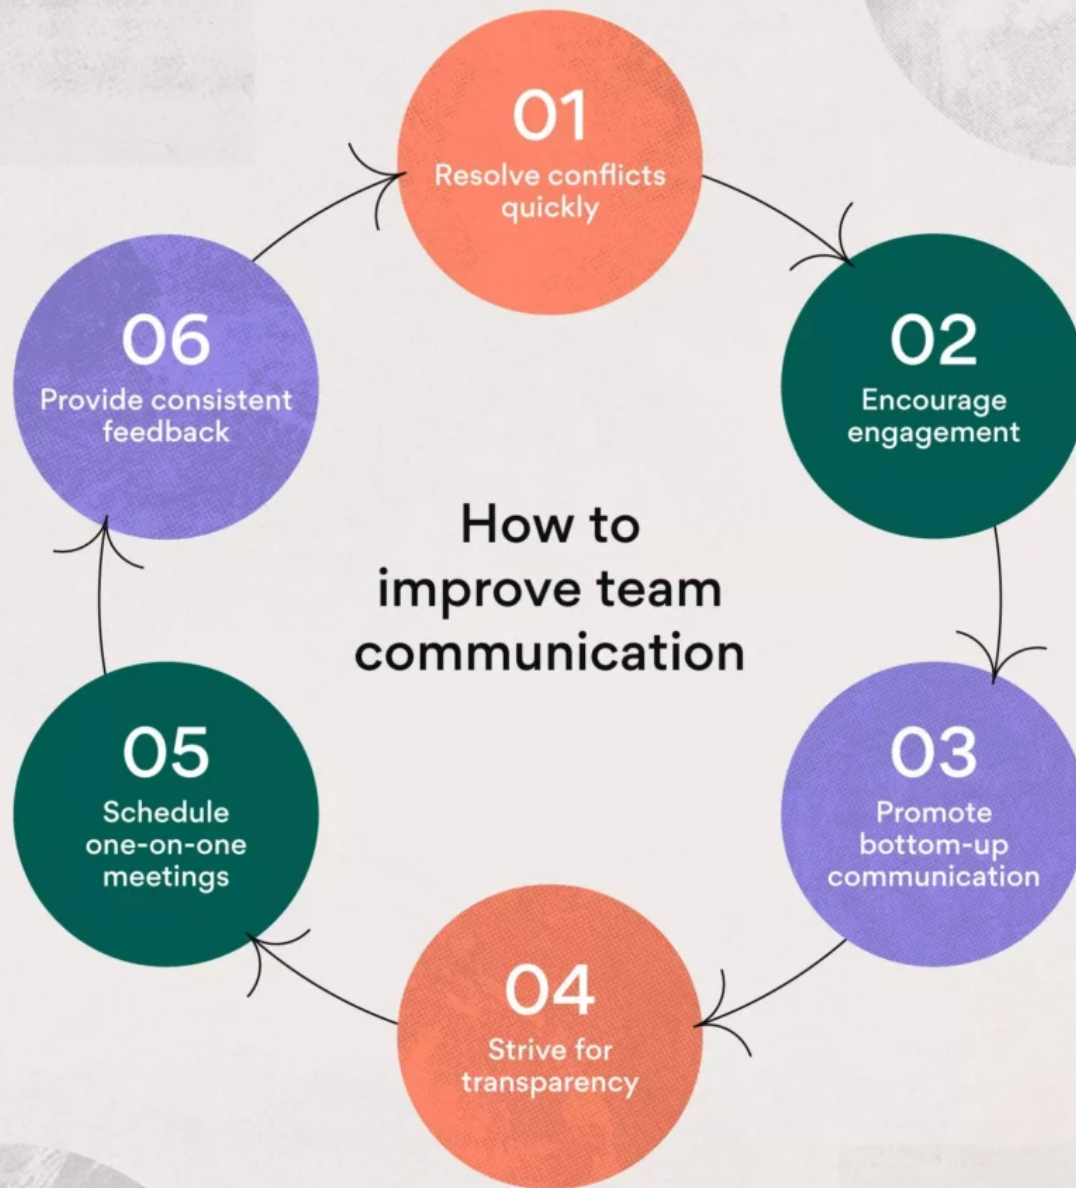 01
Resolve conflicts
quickly
02
Encourage
engagement
03
Promote
bottom-up
communication
04
Strive for
transparency
05
Schedule
one-on-one
meetings
06
Provide consistent
feedback
How to
improve team
communication